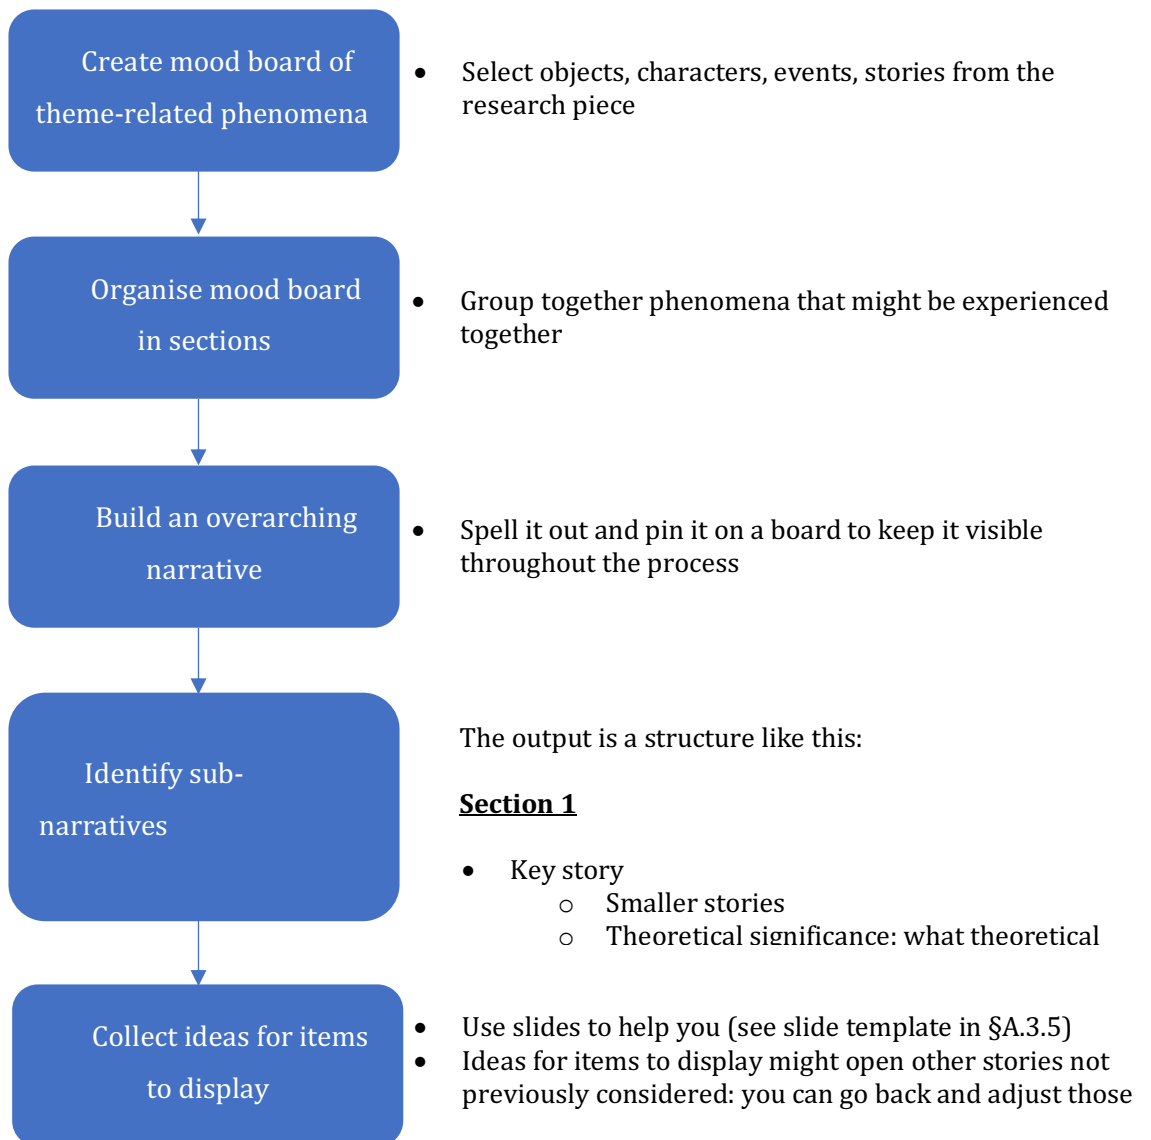 Create mood board of
theme-related phenomena
• Select objects, characters, events, stories from the
research piece
Organise mood board
in sections
• Group together phenomena that might be experienced
together
Build an overarching
narrative
• Spell it out and pin it on a board to keep it visible
throughout the process
Identify sub-
narratives
The output is a structure like this:
Section 1
• Key story
o Smaller stories
o Theoretical significance: what theoretical
Collect ideas for items
to display
• Use slides to help you (see slide template in §A.3.5)
• Ideas for items to display might open other stories not
previously considered: you can go back and adjust those